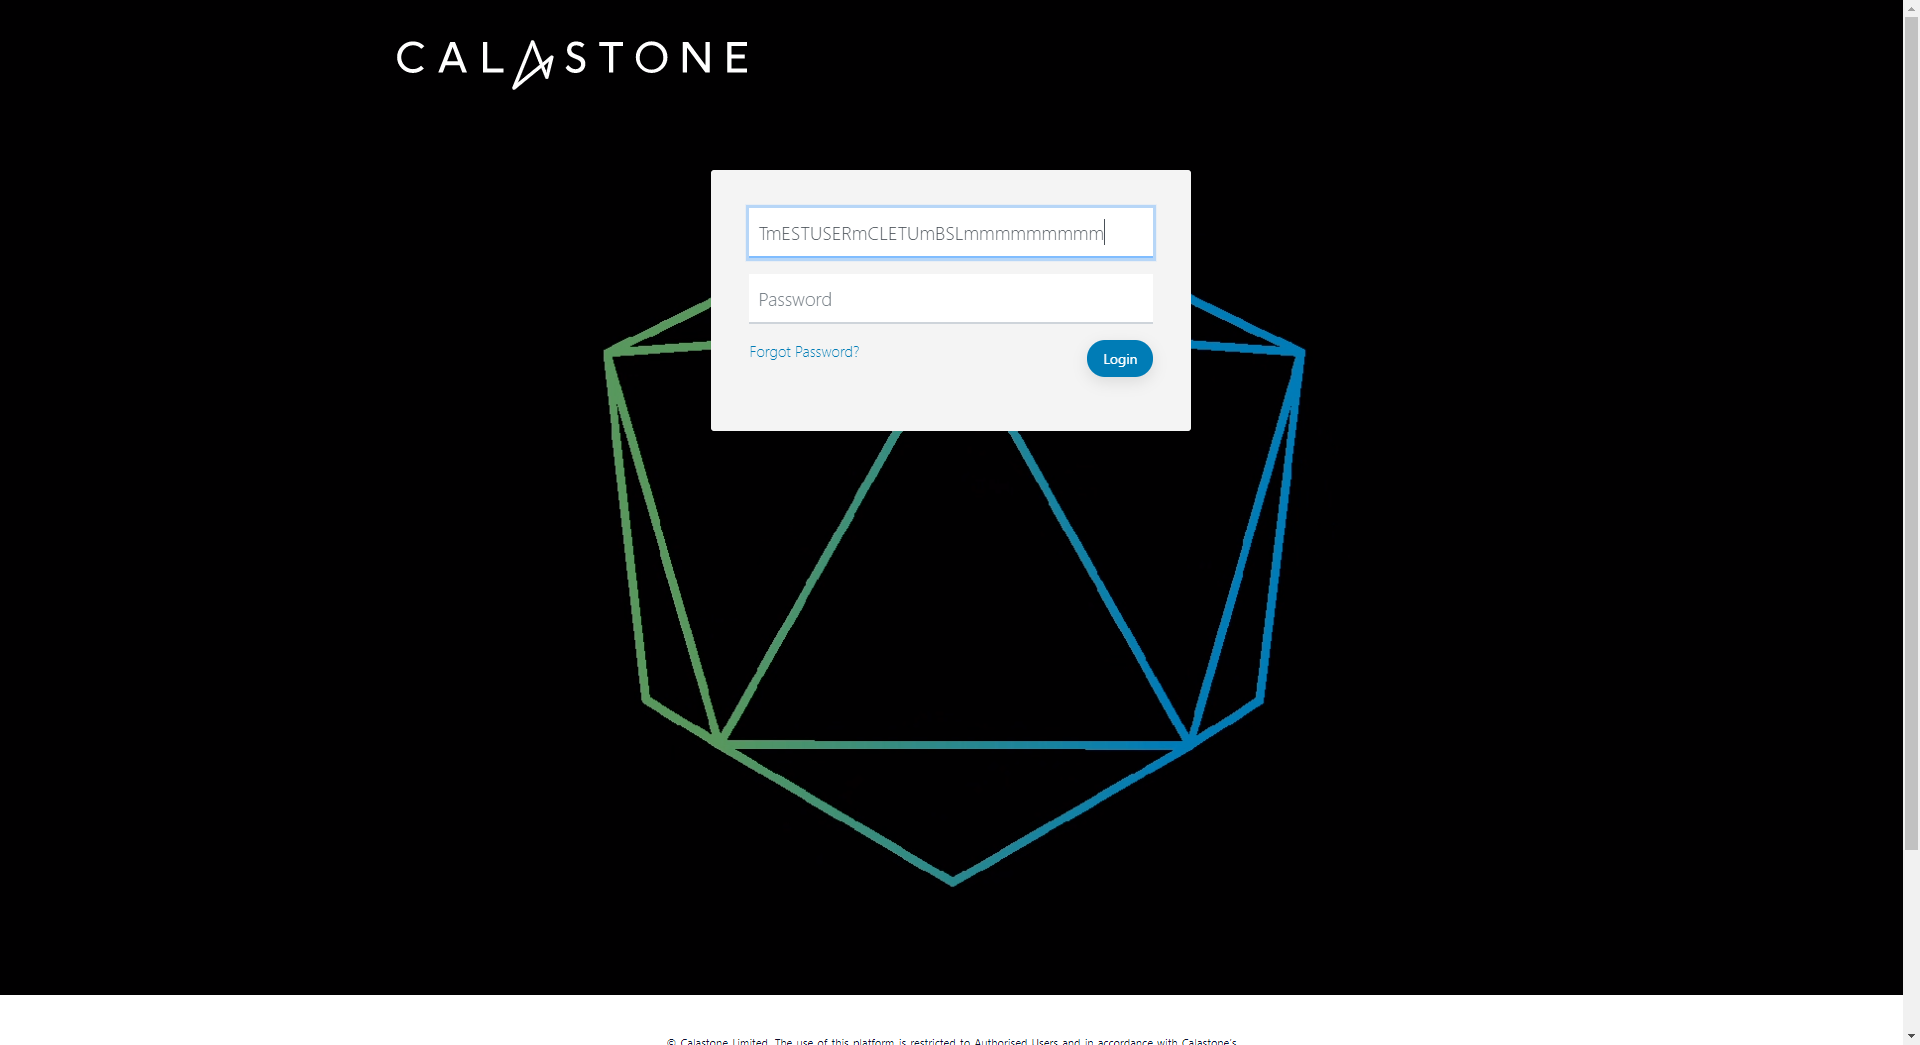 CALASTONE
TmESTUSERmCLETUmBSLmmmmmmmmm
Password
Forgot Password?
Login
© Calastone Limited. The use of this platform is restricted to Authorised Users and in accordance with Calastone's